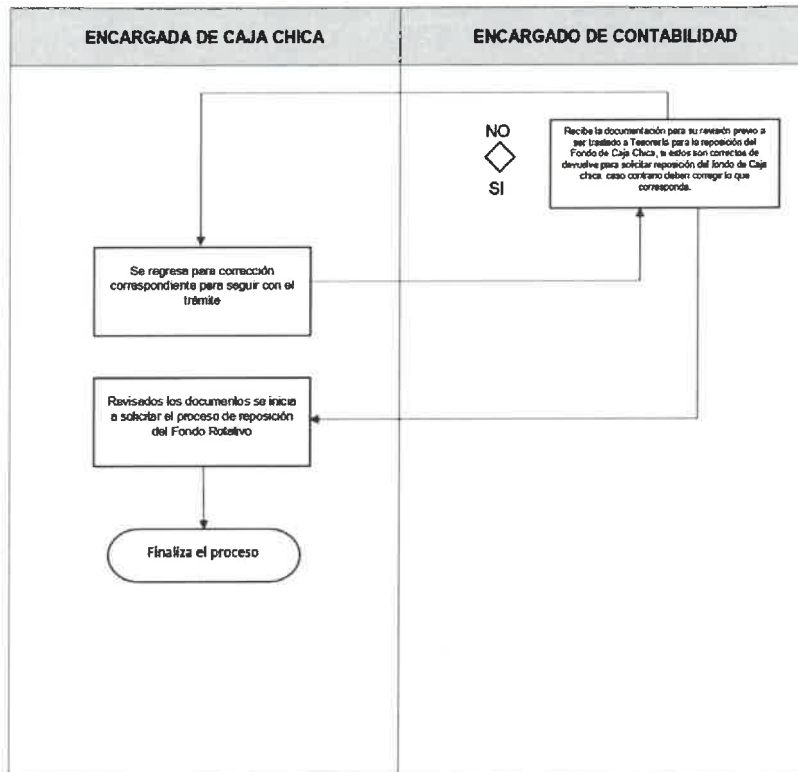 ENCARGADA DE CAJA CHICA
ENCARGADO DE CONTABILIDAD
NO
SI
Recibe la documentación para su revisión previo a
ser traslado a Tesorería para la reposición del
Fondo de Caja Chica, si estos son correctos de
devuelve para solicitar reposición del fondo de Caja
chica, caso contrario deben corregir lo que
corresponda.
Se regresa para corrección
correspondiente para seguir con el
trámite
Revisados los documentos se inicia
a solicitar el proceso de reposición
del Fondo Rotativo
Finaliza el proceso